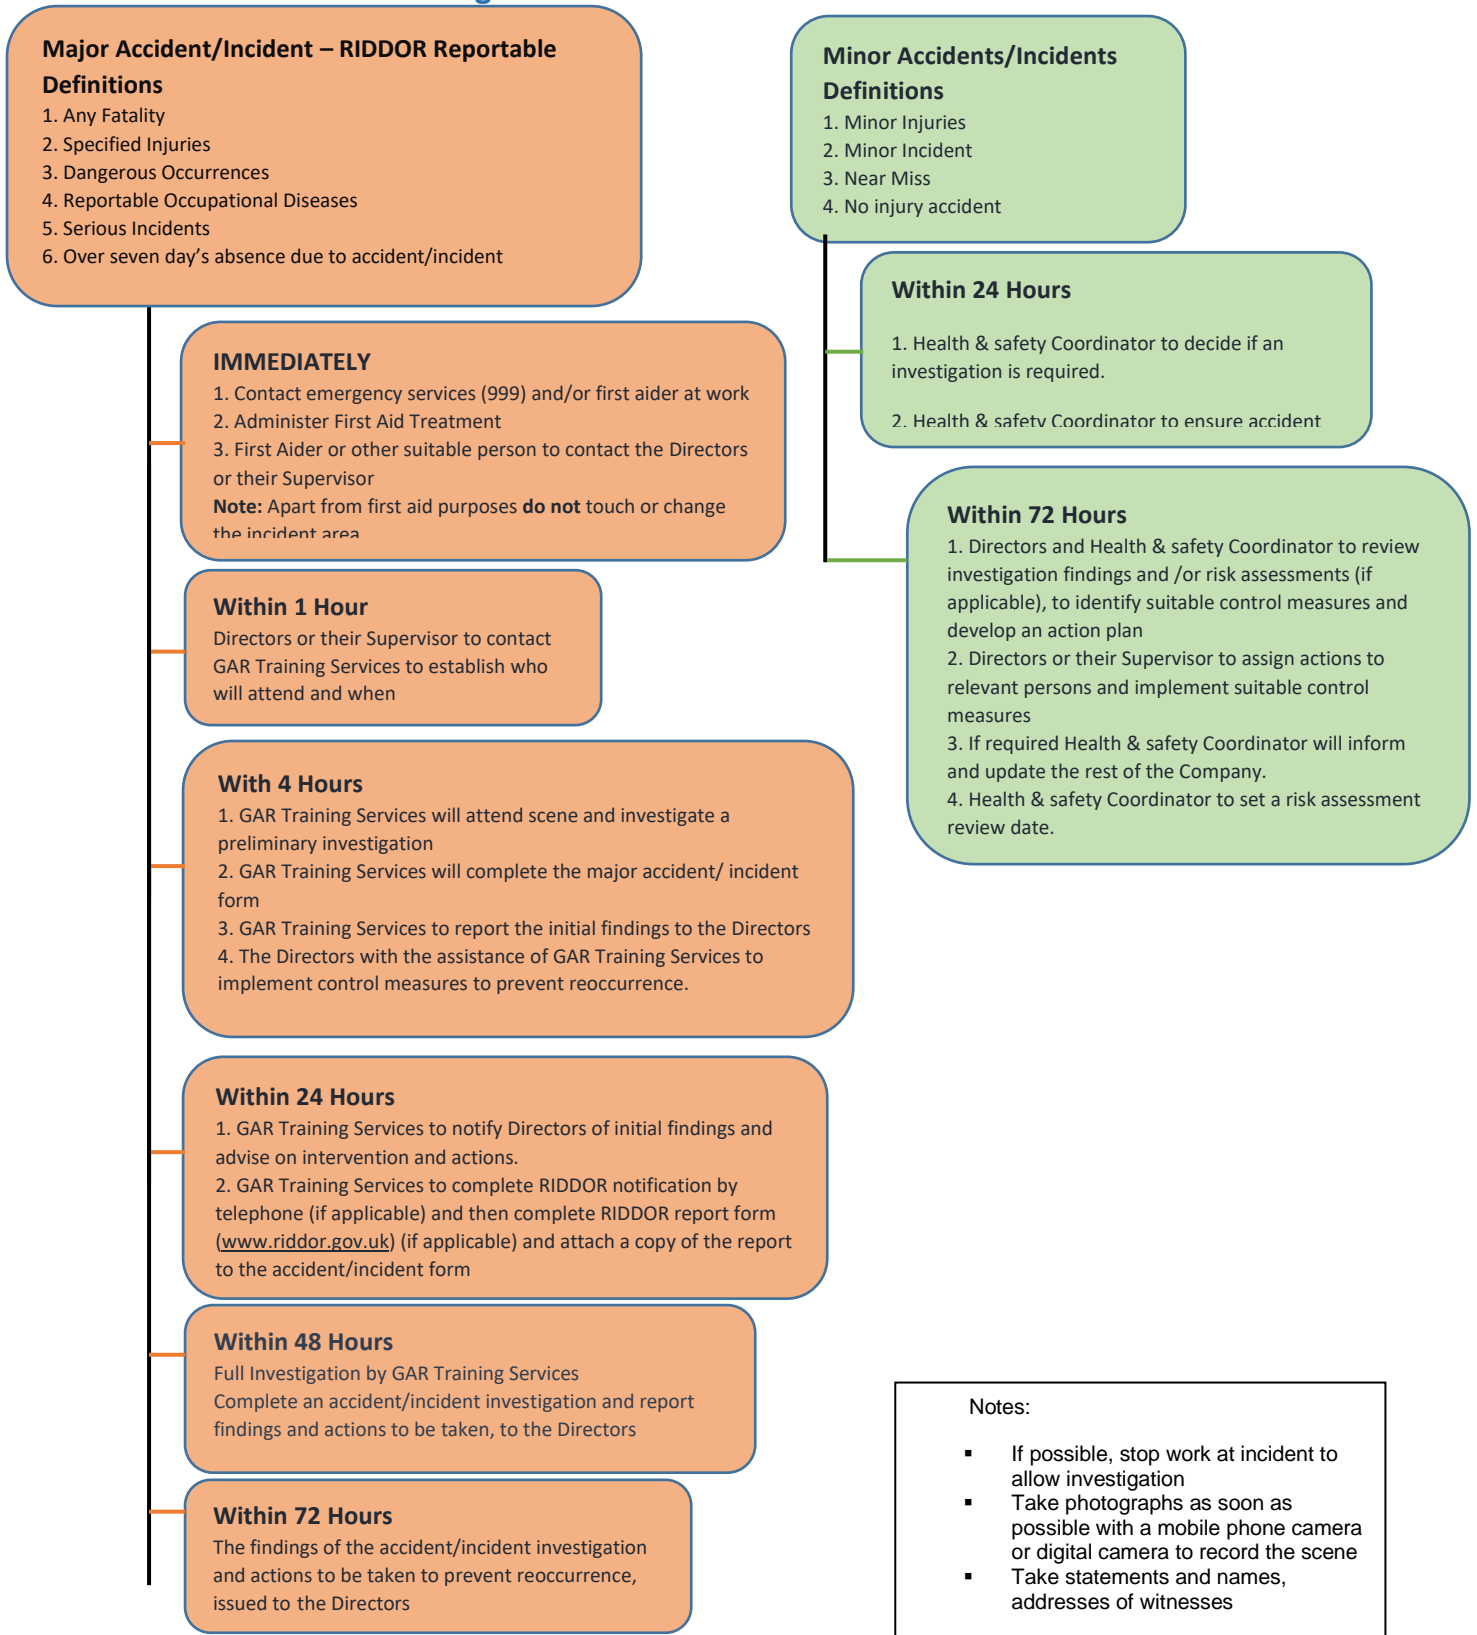 Major Accident/Incident – RIDDOR Reportable
Definitions
1. Any Fatality
2. Specified Injuries
3. Dangerous Occurrences
4. Reportable Occupational Diseases
5. Serious Incidents
6. Over seven day’s absence due to accident/incident
IMMEDIATELY
1. Contact emergency services (999) and/or first aider at work
2. Administer First Aid Treatment
3. First Aider or other suitable person to contact the Directors
or their Supervisor
Note: Apart from first aid purposes do not touch or change
the incident area
Within 1 Hour
Directors or their Supervisor to contact
GAR Training Services to establish who
will attend and when
With 4 Hours
1. GAR Training Services will attend scene and investigate a
preliminary investigation
2. GAR Training Services will complete the major accident/ incident
form
3. GAR Training Services to report the initial findings to the Directors
4. The Directors with the assistance of GAR Training Services to
implement control measures to prevent reoccurrence.
Within 24 Hours
1. GAR Training Services to notify Directors of initial findings and
advise on intervention and actions.
2. GAR Training Services to complete RIDDOR notification by
telephone (if applicable) and then complete RIDDOR report form
(www.riddor.gov.uk) (if applicable) and attach a copy of the report
to the accident/incident form
Within 48 Hours
Full Investigation by GAR Training Services
Complete an accident/incident investigation and report
findings and actions to be taken, to the Directors
Within 72 Hours
The findings of the accident/incident investigation
and actions to be taken to prevent reoccurrence,
issued to the Directors
Minor Accidents/Incidents
Definitions
1. Minor Injuries
2. Minor Incident
3. Near Miss
4. No injury accident
Within 24 Hours
1. Health & safety Coordinator to decide if an
investigation is required.
2. Health & safety Coordinator to ensure accident
Within 72 Hours
1. Directors and Health & safety Coordinator to review
investigation findings and /or risk assessments (if
applicable), to identify suitable control measures and
develop an action plan
2. Directors or their Supervisor to assign actions to
relevant persons and implement suitable control
measures
3. If required Health & safety Coordinator will inform
and update the rest of the Company.
4. Health & safety Coordinator to set a risk assessment
review date.
Notes:
▪ If possible, stop work at incident to
allow investigation
▪ Take photographs as soon as
possible with a mobile phone camera
or digital camera to record the scene
▪ Take statements and names,
addresses of witnesses